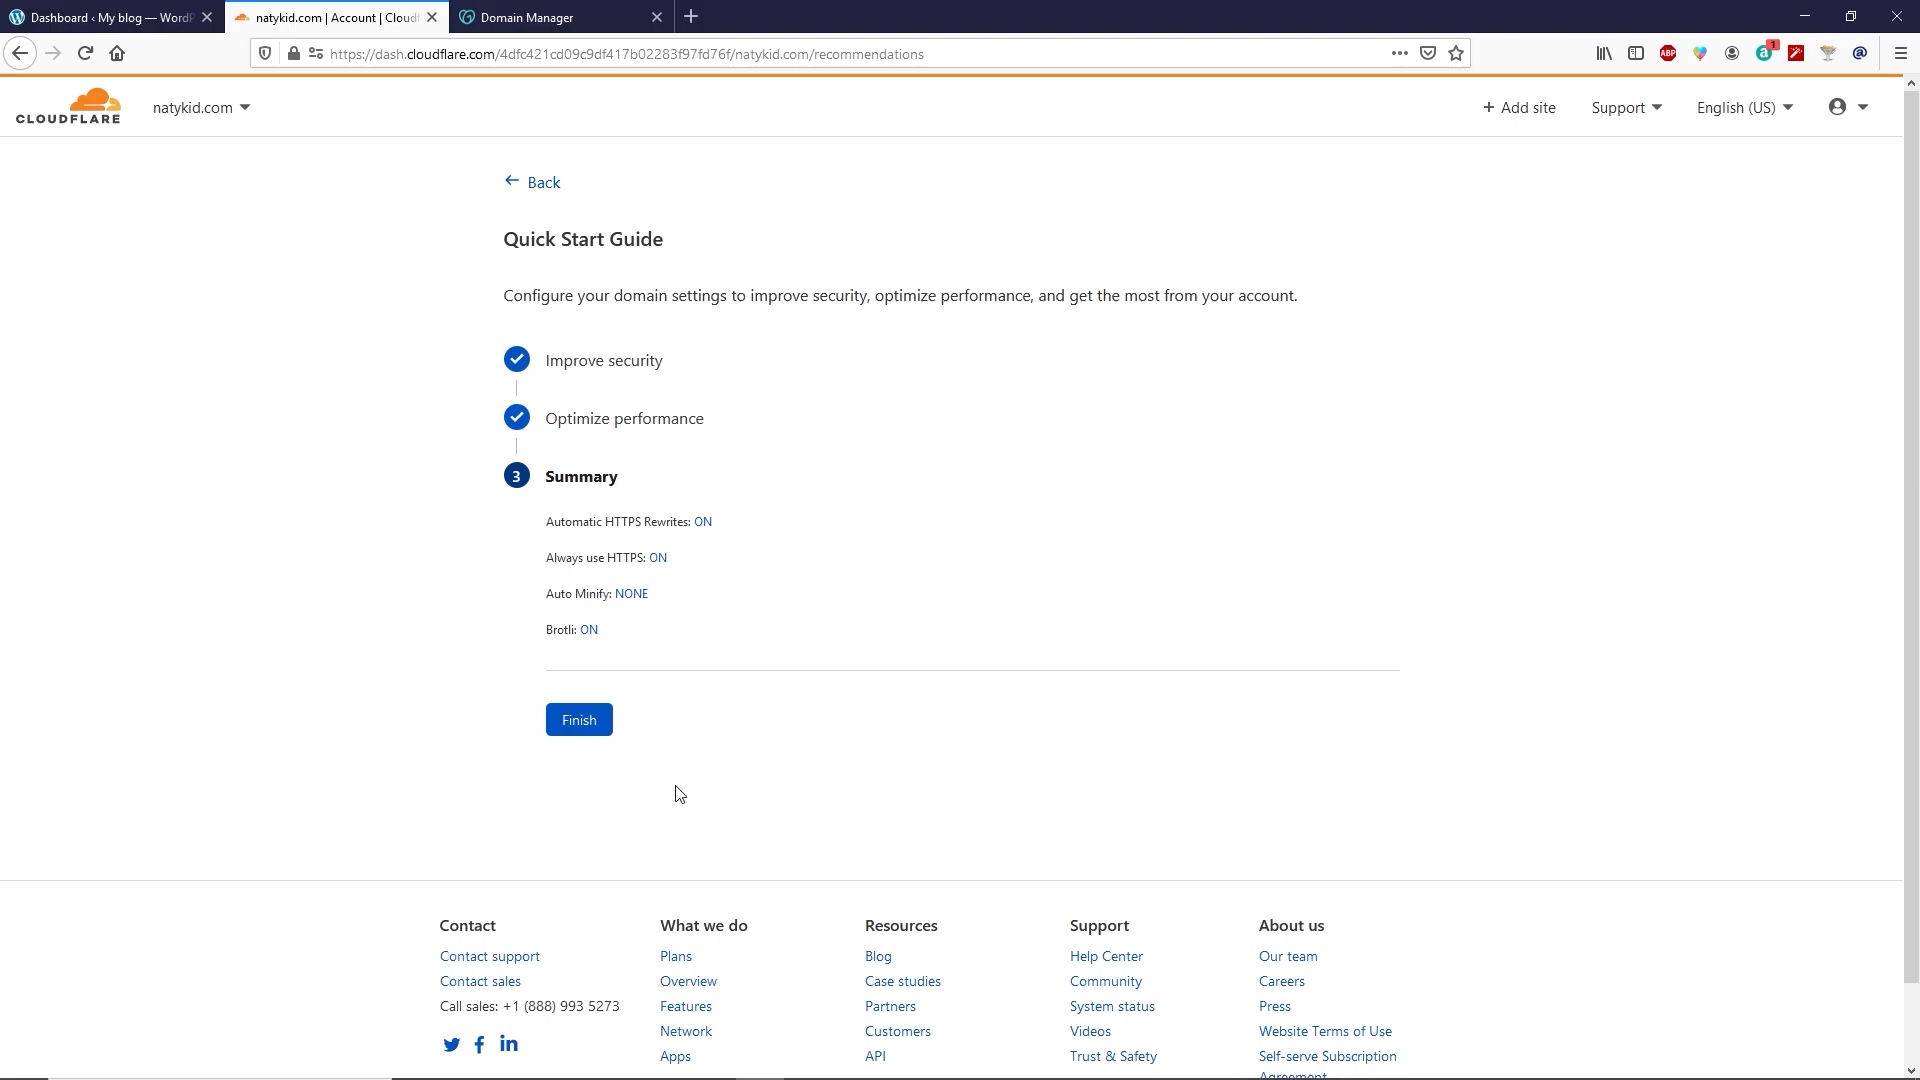 Dashboard ‹ My blog — WordP
natykid.com | Account | Cloudf
Domain Manager
https://dash.cloudflare.com/4dfc421cd09c9df417b02283f97fd76f/natykid.com/recommendations
ABP
1
CLOUDFLARE
natykid.com
+ Add site
Support
English (US)
← Back
Quick Start Guide
Configure your domain settings to improve security, optimize performance, and get the most from your account.
Improve security
Optimize performance
3 Summary
Automatic HTTPS Rewrites: ON
Always use HTTPS: ON
Auto Minify: NONE
Brotli: ON
Finish
Contact
Contact support
Contact sales
Call sales: +1 (888) 993 5273
What we do
Plans
Overview
Features
Network
Apps
Resources
Blog
Case studies
Partners
Customers
API
Support
Help Center
Community
System status
Videos
Trust & Safety
About us
Our team
Careers
Press
Website Terms of Use
Self-serve Subscription
Agreement